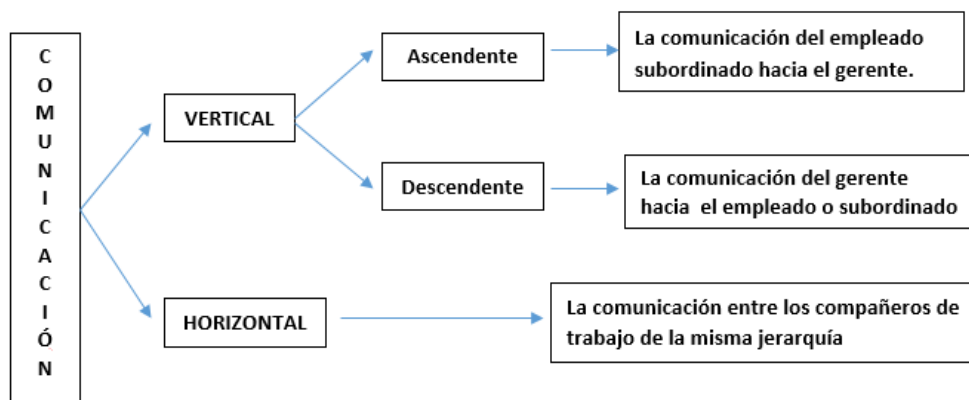 COMUNICACIÓN
VERTICAL
Ascendente
La comunicación del empleado
subordinado hacia el gerente.
Descendente
La comunicación del gerente
hacia el empleado o subordinado
HORIZONTAL
La comunicación entre los compañeros de
trabajo de la misma jerarquía